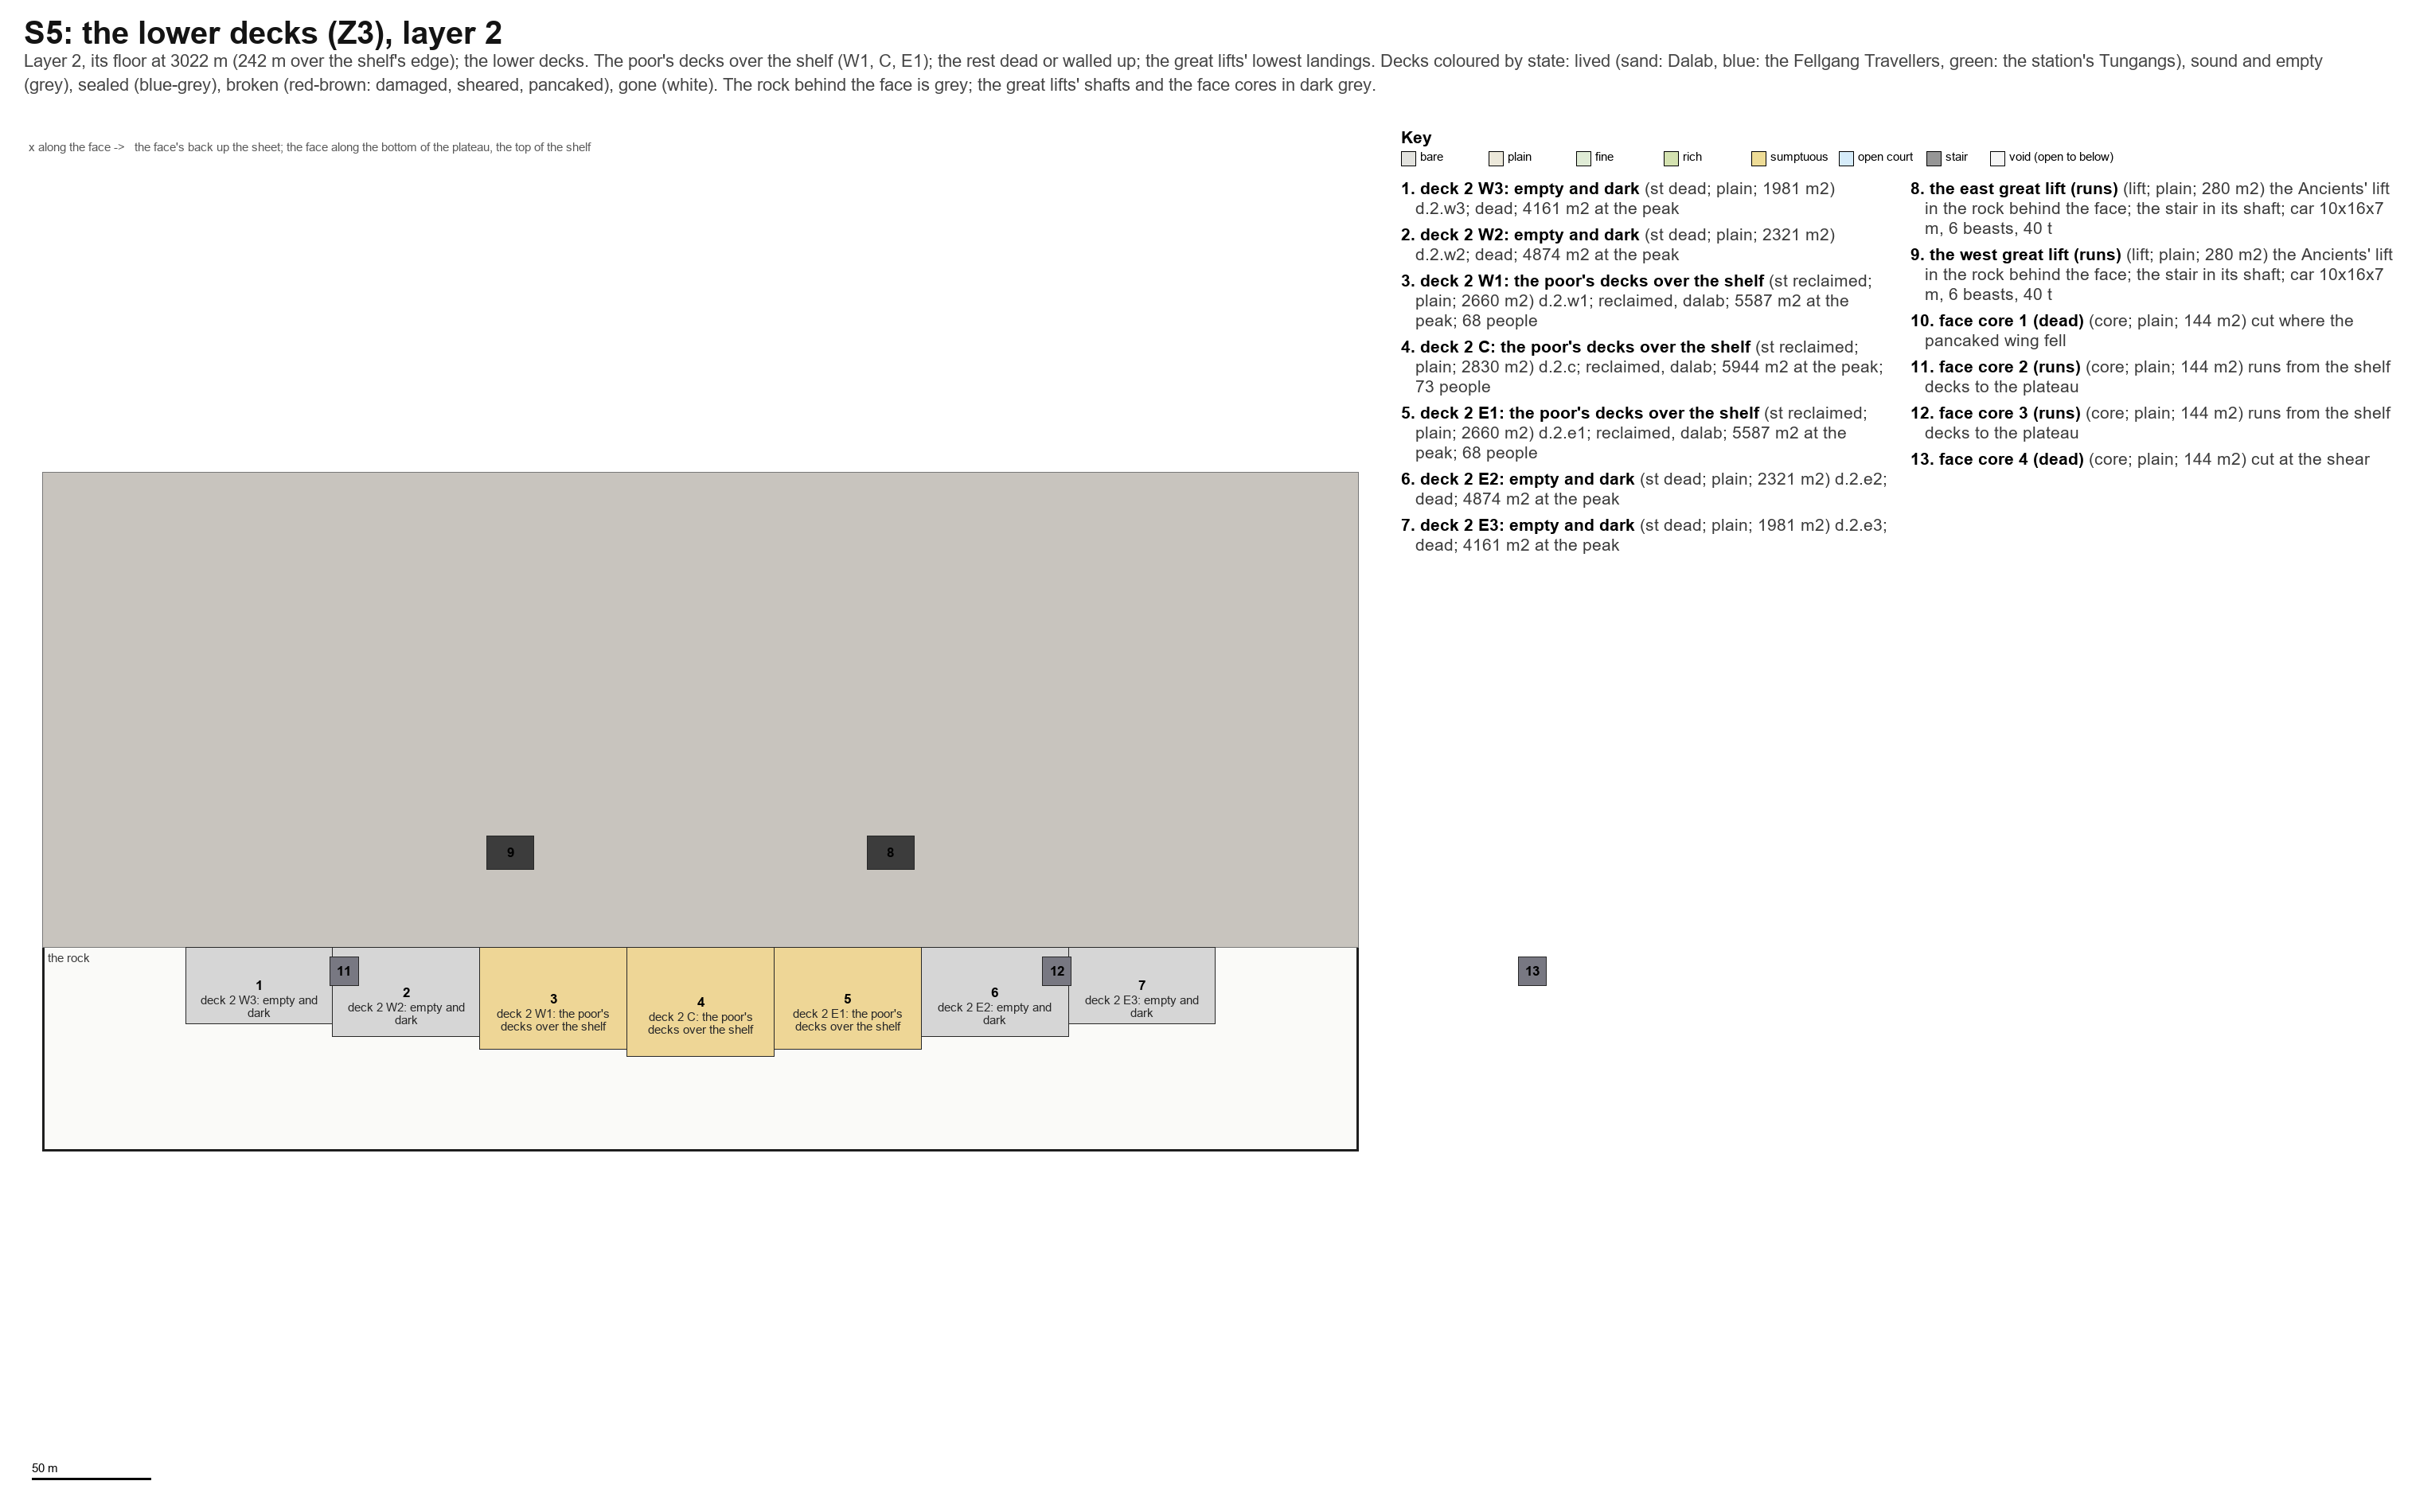 S5: the lower decks (Z3), layer 2
Layer 2, its floor at 3022 m (242 m over the shelf's edge); the lower decks. The poor's decks over the shelf (W1, C, E1); the rest dead or walled up; the great lifts' lowest landings. Decks coloured by state: lived (sand: Dalab, blue: the Fellgang Travellers, green: the station's Tungangs), sound and empty
(grey), sealed (blue-grey), broken (red-brown: damaged, sheared, pancaked), gone (white). The rock behind the face is grey; the great lifts' shafts and the face cores in dark grey.
x along the face -> the face's back up the sheet; the face along the bottom of the plateau, the top of the shelf
Key
bare
plain
fine
rich
sumptuous
open court
stair
void (open to below)
1. deck 2 W3: empty and dark (st dead; plain; 1981 m2)
d.2.w3; dead; 4161 m2 at the peak
2. deck 2 W2: empty and dark (st dead; plain; 2321 m2)
d.2.w2; dead; 4874 m2 at the peak
3. deck 2 W1: the poor's decks over the shelf (st reclaimed;
plain; 2660 m2) d.2.w1; reclaimed, dalab; 5587 m2 at the
peak; 68 people
4. deck 2 C: the poor's decks over the shelf (st reclaimed;
plain; 2830 m2) d.2.c; reclaimed, dalab; 5944 m2 at the peak;
73 people
5. deck 2 E1: the poor's decks over the shelf (st reclaimed;
plain; 2660 m2) d.2.e1; reclaimed, dalab; 5587 m2 at the
peak; 68 people
6. deck 2 E2: empty and dark (st dead; plain; 2321 m2) d.2.e2;
dead; 4874 m2 at the peak
7. deck 2 E3: empty and dark (st dead; plain; 1981 m2) d.2.e3;
dead; 4161 m2 at the peak
8. the east great lift (runs) (lift; plain; 280 m2) the Ancients' lift
in the rock behind the face; the stair in its shaft; car 10x16x7
m, 6 beasts, 40 t
9. the west great lift (runs) (lift; plain; 280 m2) the Ancients' lift
in the rock behind the face; the stair in its shaft; car 10x16x7
m, 6 beasts, 40 t
10. face core 1 (dead) (core; plain; 144 m2) cut where the
pancaked wing fell
11. face core 2 (runs) (core; plain; 144 m2) runs from the shelf
decks to the plateau
12. face core 3 (runs) (core; plain; 144 m2) runs from the shelf
decks to the plateau
13. face core 4 (dead) (core; plain; 144 m2) cut at the shear
9
8
the rock
11
12
13
1
deck 2 W3: empty and
dark
2
deck 2 W2: empty and
dark
3
deck 2 W1: the poor's
decks over the shelf
4
deck 2 C: the poor's
decks over the shelf
5
deck 2 E1: the poor's
decks over the shelf
6
deck 2 E2: empty and
dark
7
deck 2 E3: empty and
dark
50 m